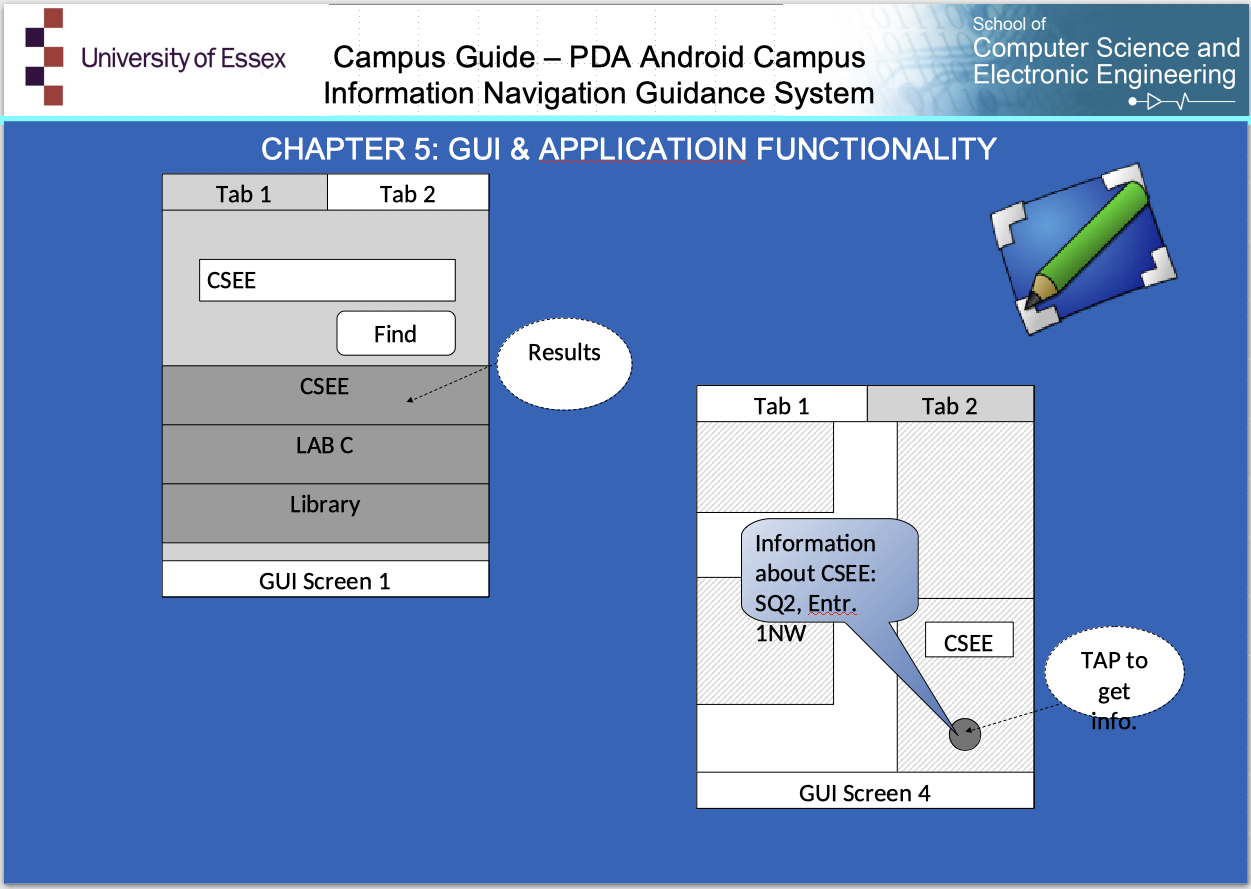 University of Essex
Campus Guide – PDA Android Campus
Information Navigation Guidance System
School of
Computer Science and
Electronic Engineering
CHAPTER 5: GUI & APPLICATIOIN FUNCTIONALITY
Tab 1
Tab 2
CSEE
Find
Results
CSEE
LAB C
Library
GUI Screen 1
Tab 1
Tab 2
Information
about CSEE:
SQ2, Entr.
1NW
CSEE
TAP to
get
info.
GUI Screen 4